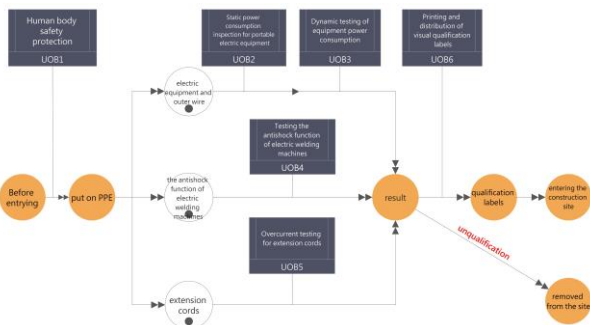 Human body
safety
protection
UOB1
Static power
consumption
inspection for portable
electric equipment
UOB2
Dynamic testing of
equipment power
consumption
UOB3
Printing and
distribution of
visual qualification
labels
UOB6
electric
equipment and
outer wire
Testing the
antishock function
of electric welding
machines
UOB4
Before
entrying
put on PPE
the antishock
function of
electric
welding
machines
result
qualification
labels
entering the
construction
site
Overcurrent testing
for extension cords
UOB5
unqualification
extension
cords
removed
from the site